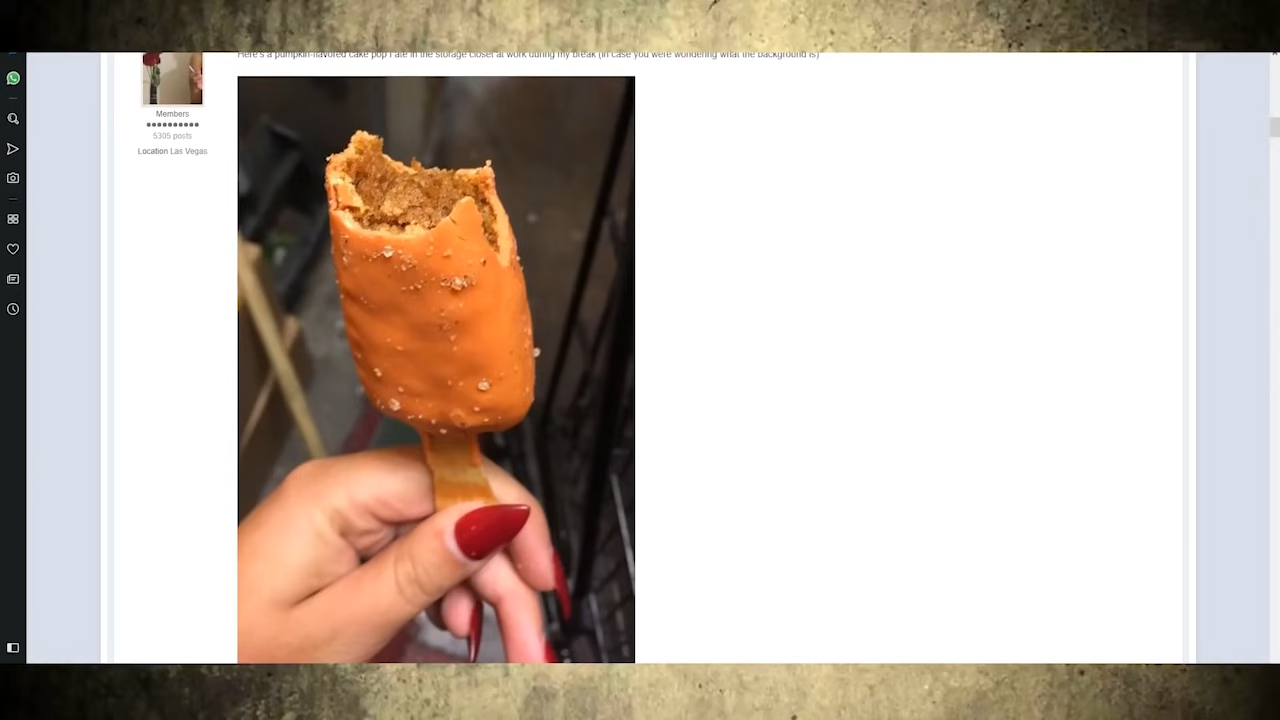 Here's a pumpkin-flavored cake pop I ate in the storage closet at work during my break (in case you were wondering what the background is)
Members
5305 posts
Location Las Vegas